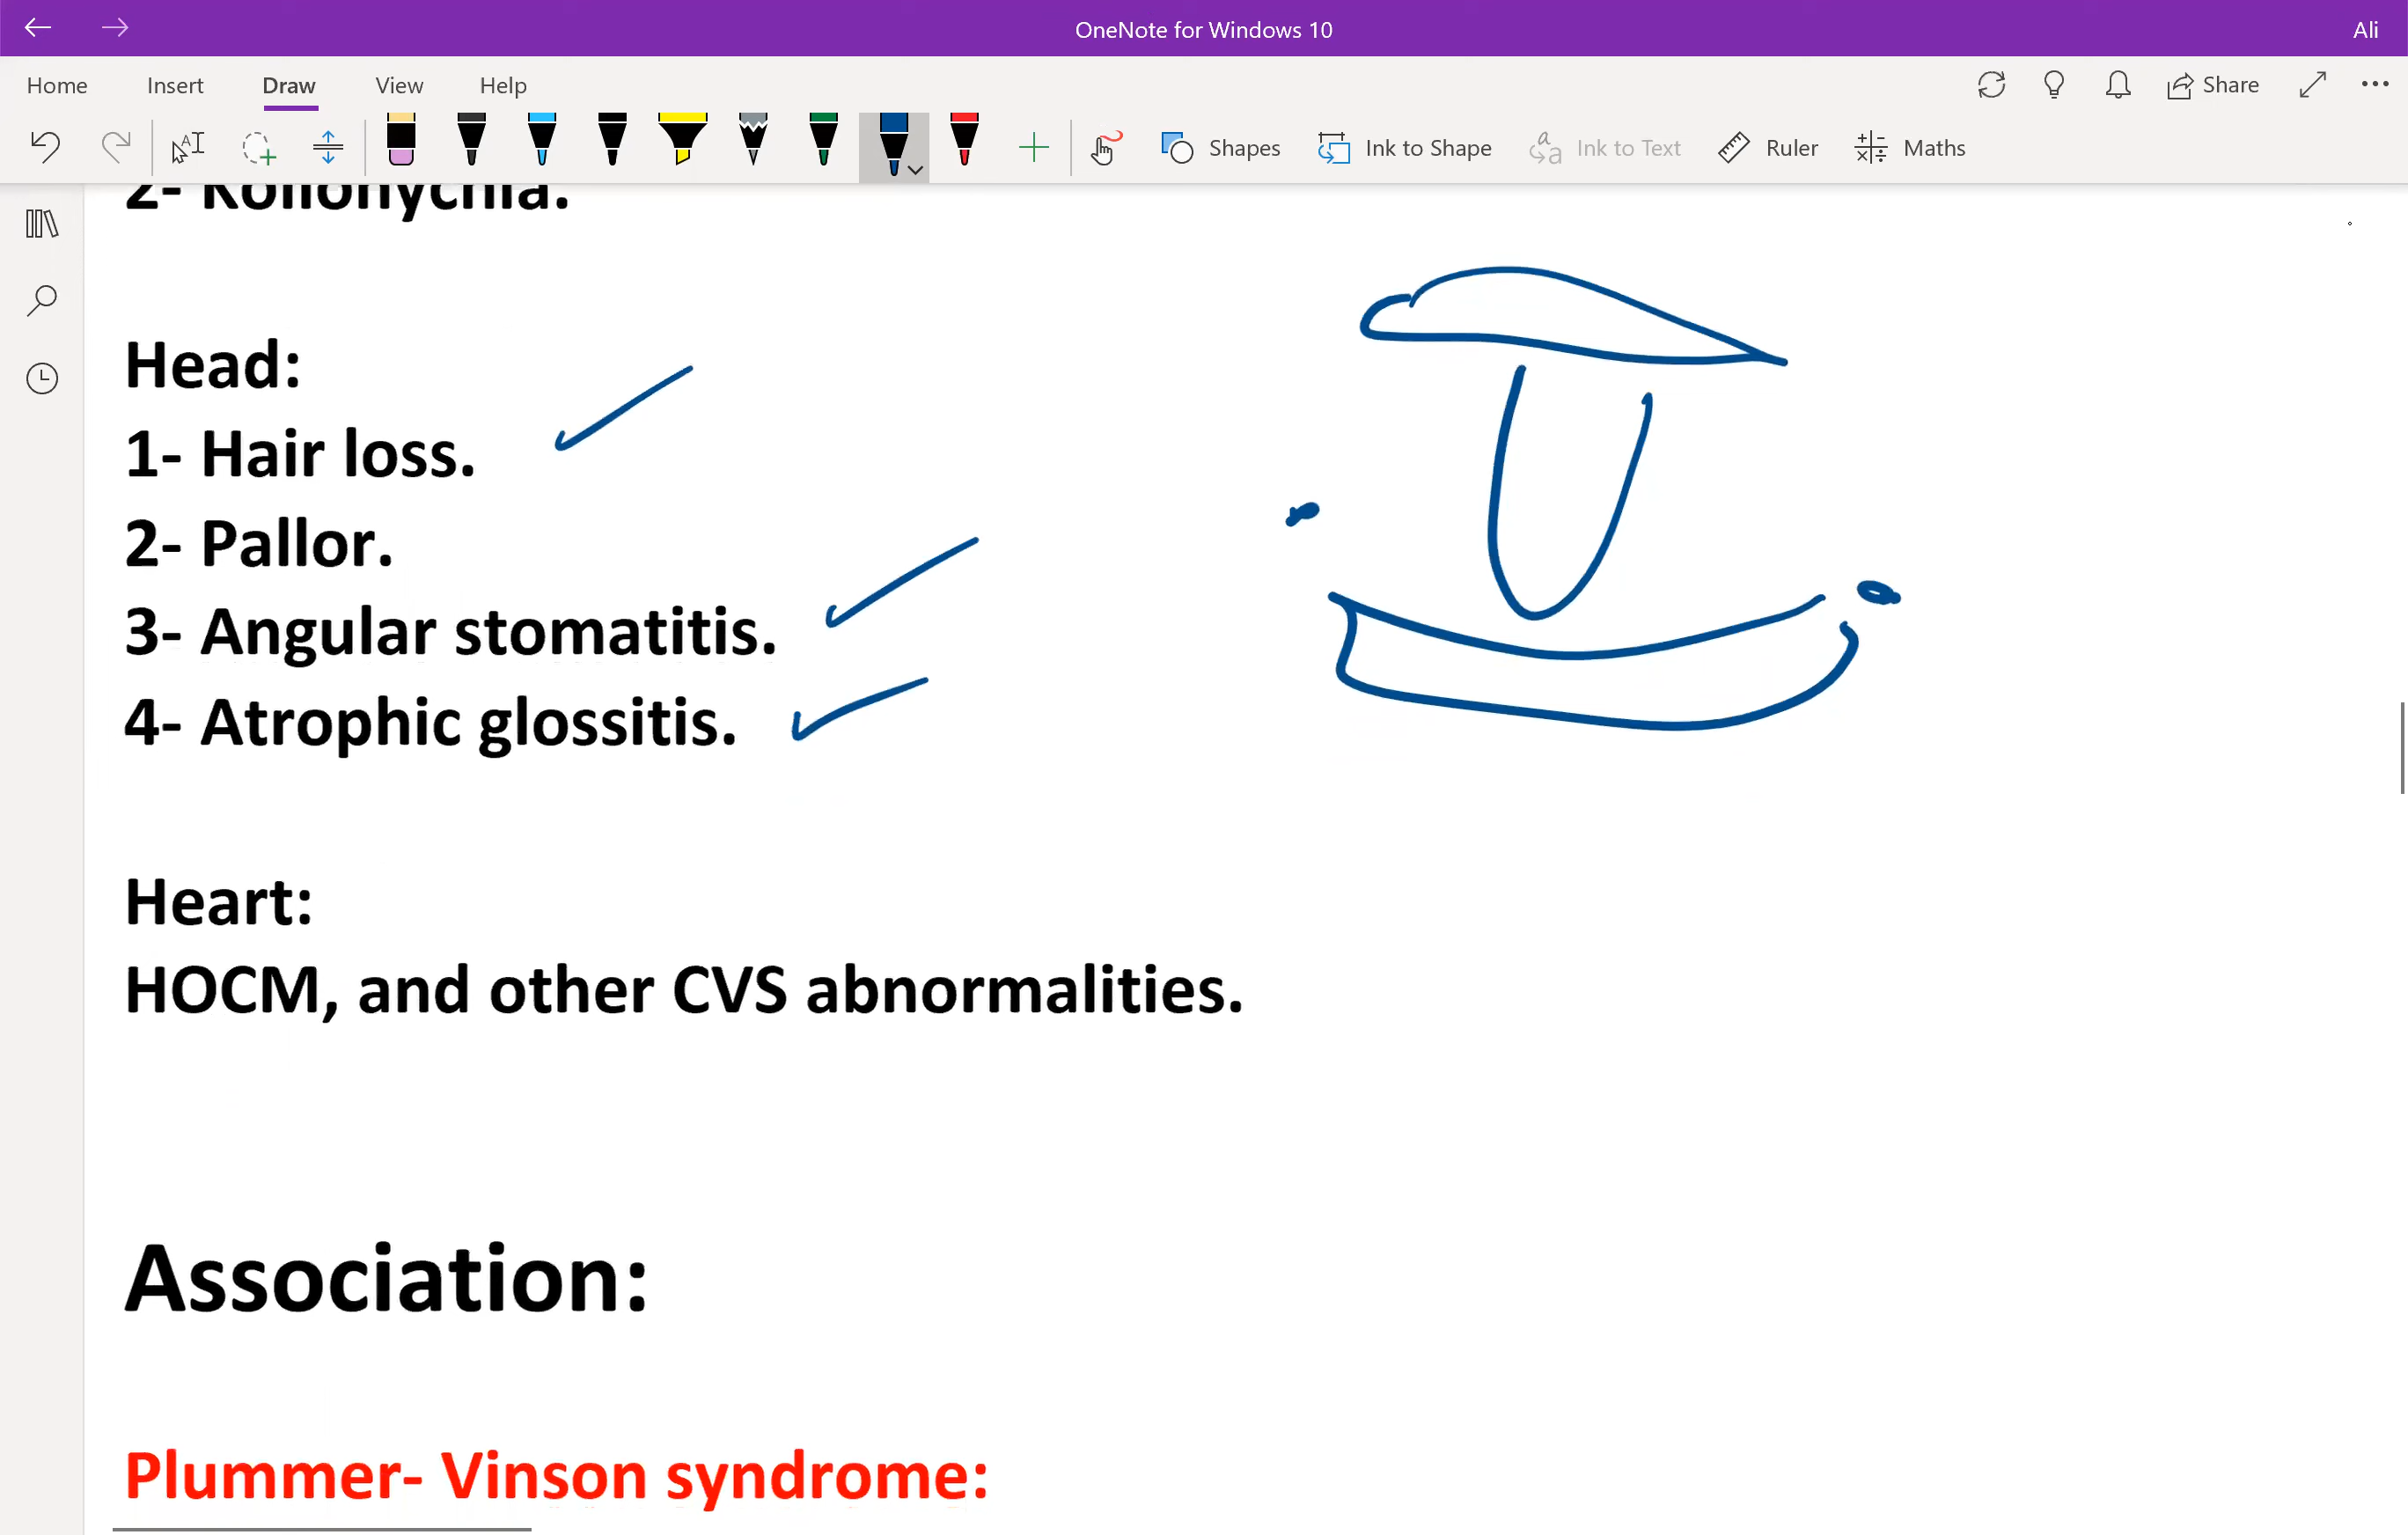 OneNote for Windows 10
Ali
Home Insert Draw View Help
Share
Shapes Ink to Shape Ink to Text Ruler Maths
2- Koilonychia.
Head:
1- Hair loss.
2- Pallor.
3- Angular stomatitis.
4- Atrophic glossitis.
Heart:
HOCM, and other CVS abnormalities.
Association:
Plummer- Vinson syndrome: